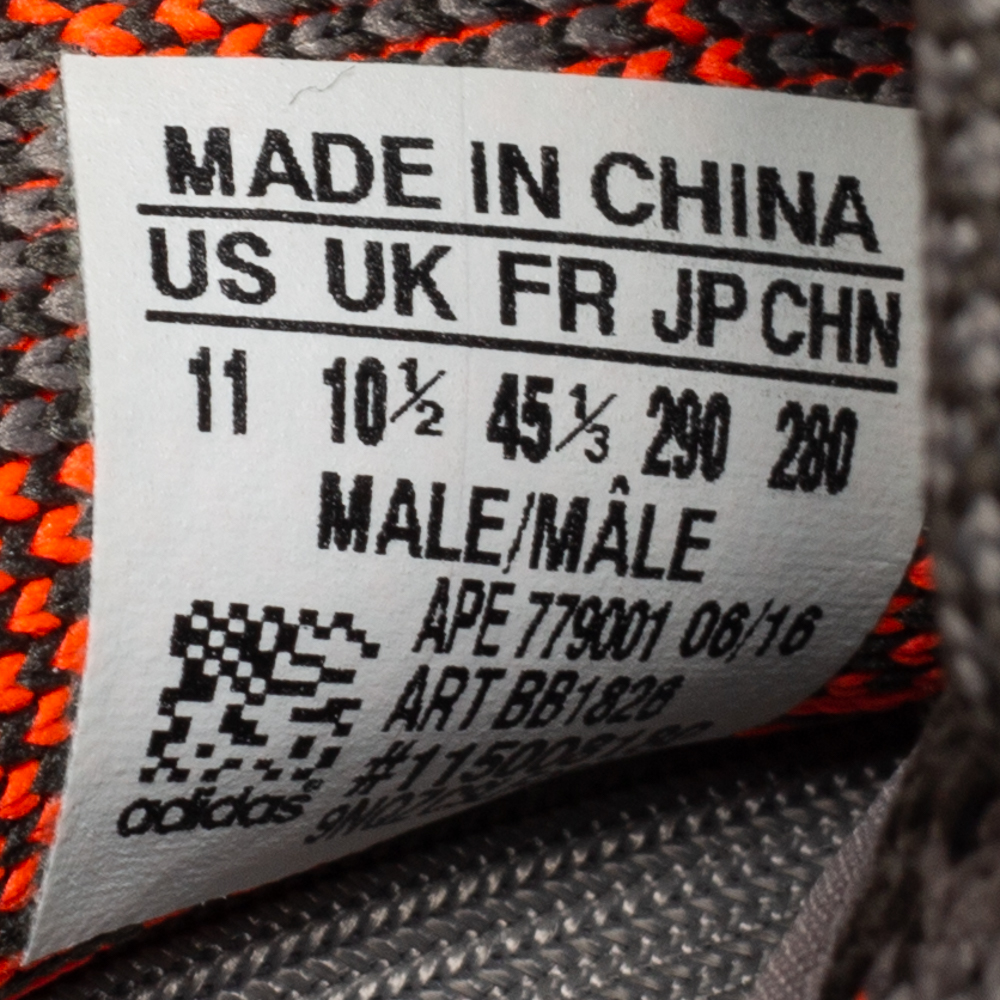 MADE IN CHINA
US UK FR JP CHN
11 10½ 45⅓ 290 280
MALE/MÂLE
APE 779001 06/16
ART BB1826
adidas®